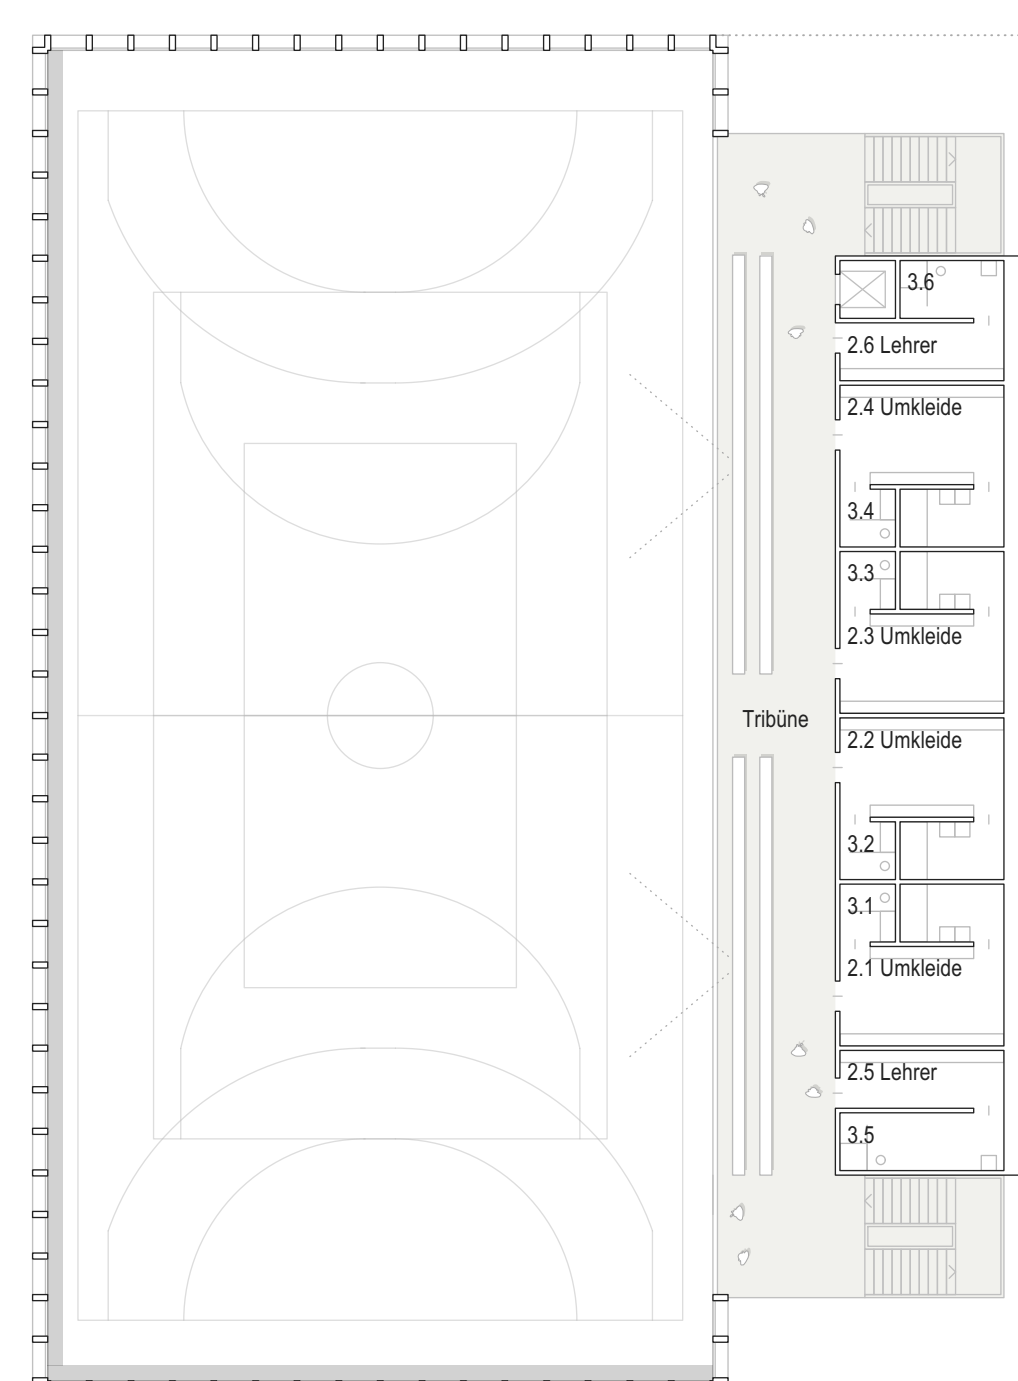 3.6
2.6 Lehrer
2.4 Umkleide
3.4
3.3
2.3 Umkleide
Tribüne
2.2 Umkleide
3.2
3.1
2.1 Umkleide
2.5 Lehrer
3.5